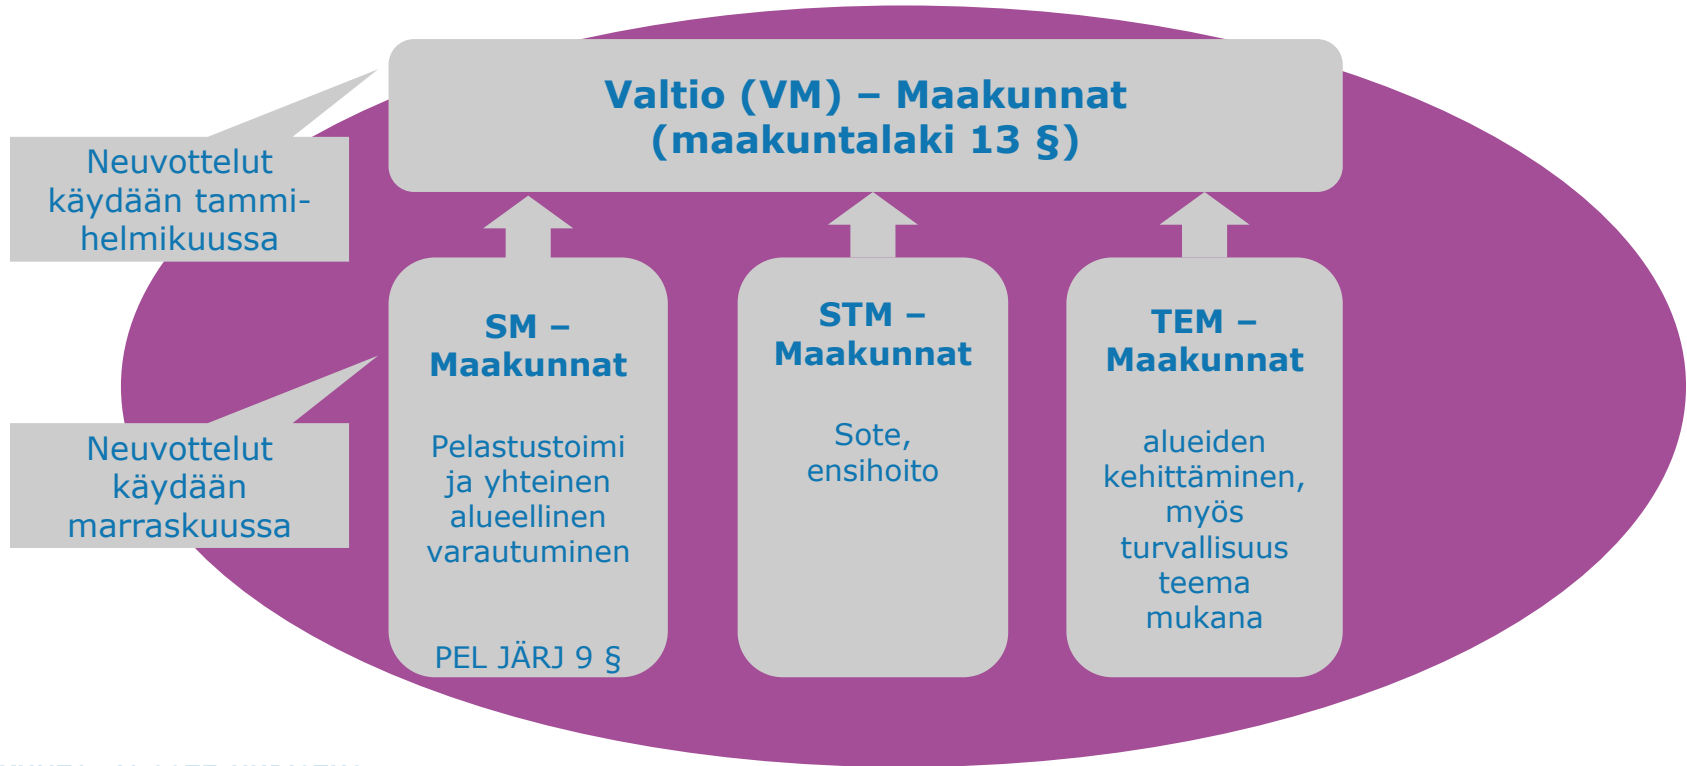 Valtio (VM) – Maakunnat
(maakuntalaki 13 §)
Neuvottelut
käydään tammi-
helmikuussa
SM –
Maakunnat
Pelastustoimi
ja yhteinen
alueellinen
varautuminen
PEL JÄRJ 9 §
STM –
Maakunnat
Sote,
ensihoito
TEM –
Maakunnat
alueiden
kehittäminen,
myös
turvallisuus
teema
mukana
Neuvottelut
käydään
marraskuussa